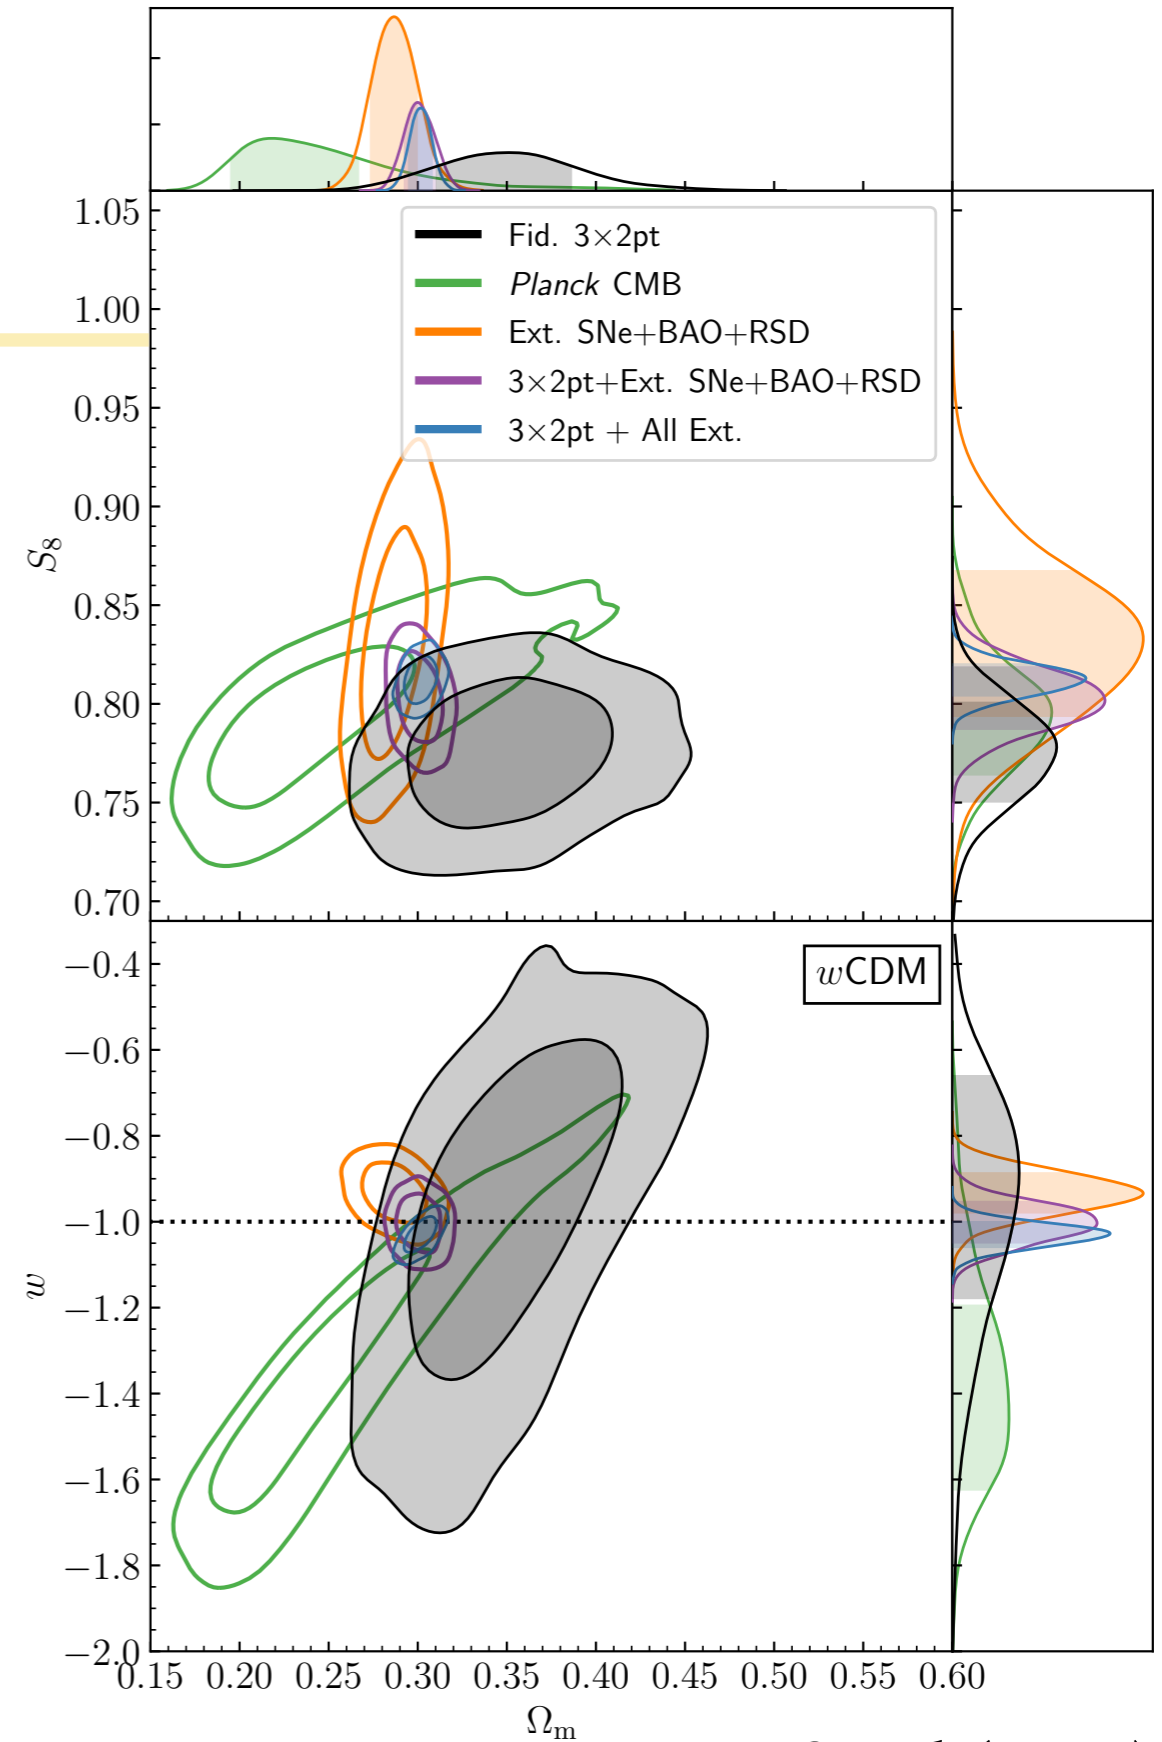 1.05
1.00
0.95
0.90
0.85
0.80
0.75
0.70
S₈
Fid. 3×2pt
Planck CMB
Ext. SNe+BAO+RSD
3×2pt+Ext. SNe+BAO+RSD
3×2pt + All Ext.
wCDM
−0.4
−0.6
−0.8
−1.0
−1.2
−1.4
−1.6
−1.8
−2.0
w
0.15 0.20 0.25 0.30 0.35 0.40 0.45 0.50 0.55 0.60
Ωₘ